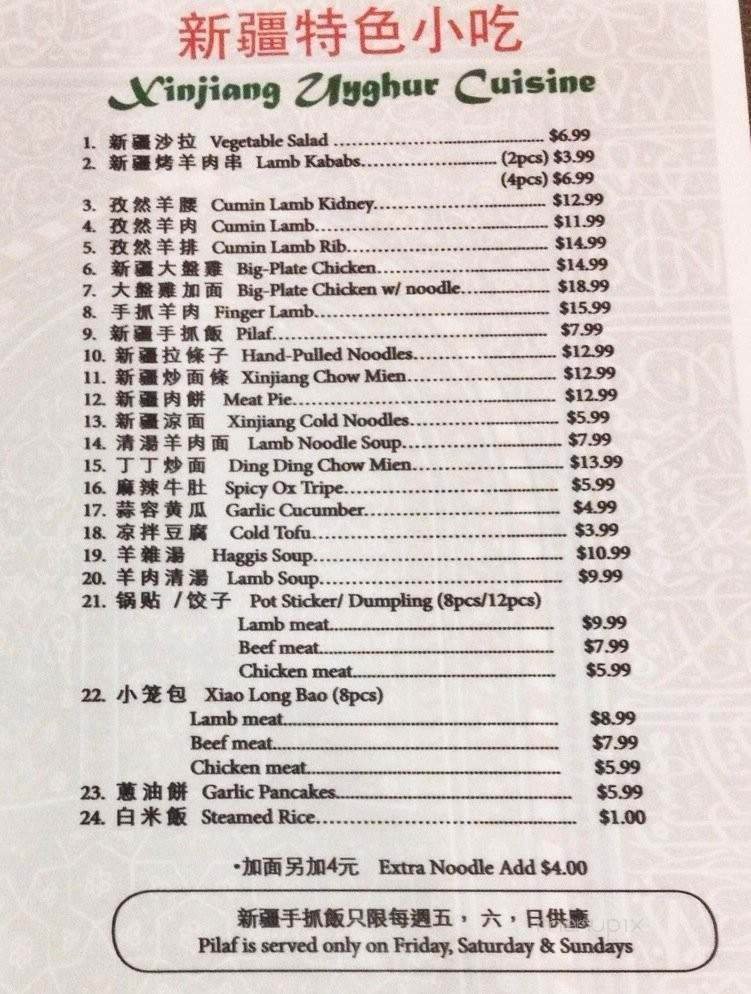 新疆特色小吃
Xinjiang Uyghur Cuisine
1. 新疆沙拉 Vegetable Salad ........................................ $6.99
2. 新疆烤羊肉串 Lamb Kababs........................... (2pcs) $3.99
(4pcs) $6.99
3. 孜然羊腰 Cumin Lamb Kidney................................ $12.99
4. 孜然羊肉 Cumin Lamb........................................... $11.99
5. 孜然羊排 Cumin Lamb Rib..................................... $14.99
6. 新疆大盤雞 Big-Plate Chicken................................ $14.99
7. 大盤雞加面 Big-Plate Chicken w/ noodle................. $18.99
8. 手抓羊肉 Finger Lamb........................................... $15.99
9. 新疆手抓飯 Pilaf.................................................... $7.99
10. 新疆拉條子 Hand-Pulled Noodles.......................... $12.99
11. 新疆炒面條 Xinjiang Chow Mien........................... $12.99
12. 新疆肉餅 Meat Pie................................................ $12.99
13. 新疆涼面 Xinjiang Cold Noodles............................ $5.99
14. 清湯羊肉面 Lamb Noodle Soup............................. $7.99
15. 丁丁炒面 Ding Ding Chow Mien........................... $13.99
16. 麻辣牛肚 Spicy Ox Tripe....................................... $5.99
17. 蒜容黄瓜 Garlic Cucumber................................... $4.99
18. 凉拌豆腐 Cold Tofu............................................... $3.99
19. 羊雜湯 Haggis Soup............................................. $10.99
20. 羊肉清湯 Lamb Soup............................................ $9.99
21. 锅贴 /饺子 Pot Sticker/ Dumpling (8pcs/12pcs)
Lamb meat............................................. $9.99
Beef meat.............................................. $7.99
Chicken meat......................................... $5.99
22. 小笼包 Xiao Long Bao (8pcs)
Lamb meat...................................................... $8.99
Beef meat....................................................... $7.99
Chicken meat.................................................. $5.99
23. 蔥油餅 Garlic Pancakes.............................................. $5.99
24. 白米飯 Steamed Rice................................................. $1.00
·加面另加4元 Extra Noodle Add $4.00
新疆手抓飯只限每週五，六，日供應
Pilaf is served only on Friday, Saturday & Sundays